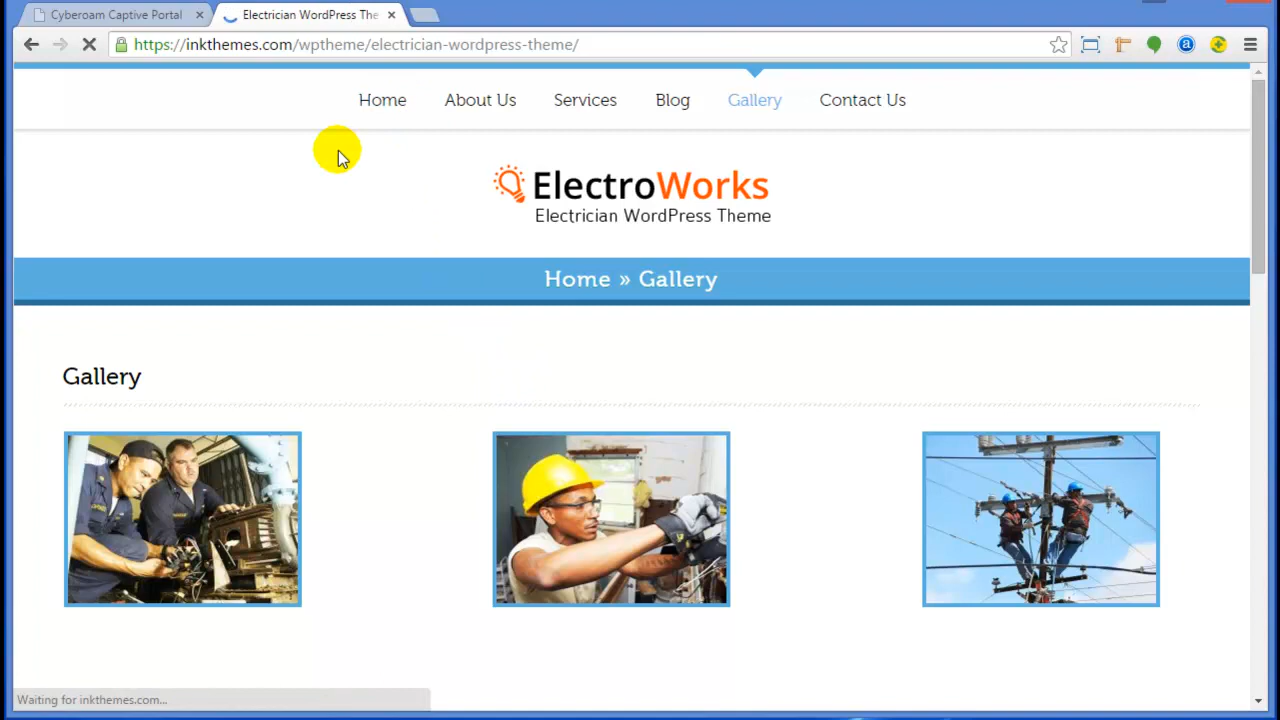 Cyberoam Captive Portal
Electrician WordPress The
https://inkthemes.com/wptheme/electrician-wordpress-theme/
Home
About Us
Services
Blog
Gallery
Contact Us
ElectroWorks
Electrician WordPress Theme
Home » Gallery
Gallery
Waiting for inkthemes.com...